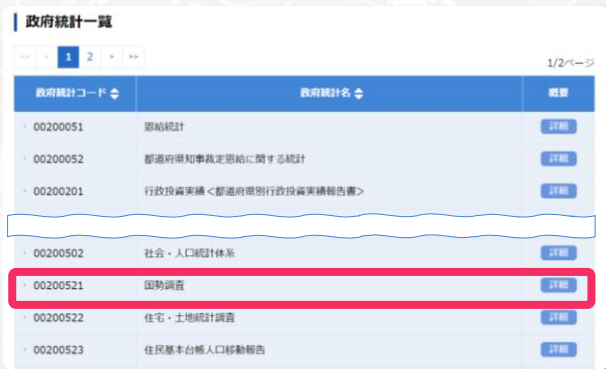 政府統計一覧
<< < 1 2 > >>
1/2ページ
政府統計コード 政府統計名 概要
00200051 恩給統計 詳細
00200052 都道府県知事裁定恩給に関する統計 詳細
00200201 行政投資実績<都道府県別行政投資実績報告書> 詳細
00200502 社会・人口統計体系 詳細
00200521 国勢調査 詳細
00200522 住宅・土地統計調査 詳細
00200523 住民基本台帳人口移動報告 詳細